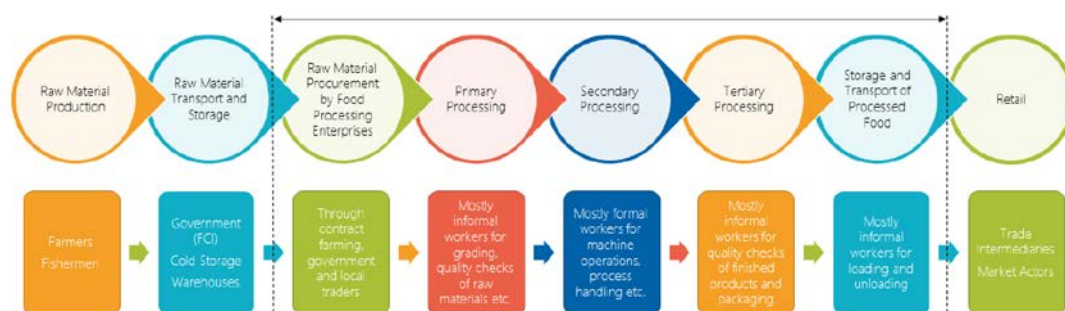 Raw Material
Production
Raw Material
Transport and
Storage
Raw Material
Procurement
by Food
Processing
Enterprises
Primary
Processing
Secondary
Processing
Tertiary
Processing
Storage and
Transport of
Processed
Food
Retail
Farmers
Fishermen
Government
(FCI)
Cold Storage
Warehouses
Through
contract
farming,
government
and local
traders
Mostly
informal
workers for
grading,
quality checks
of raw
materials etc.
Mostly formal
workers for
machine
operations,
process
handling etc.
Mostly
informal
workers for
quality checks
of finished
products and
packaging
Mostly
informal
workers for
loading and
unloading
Trade
Intermediaries
Market Actors